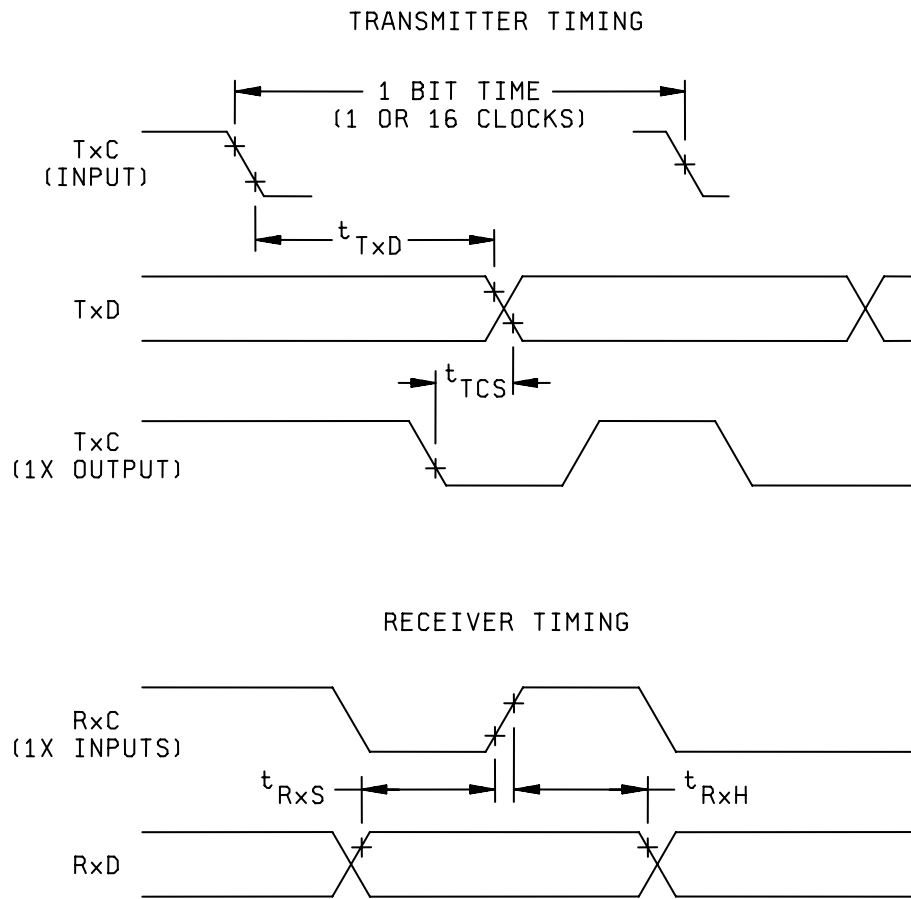 TRANSMITTER TIMING
1 BIT TIME
(1 OR 16 CLOCKS)
TxC
(INPUT)
tTxD
TxD
tTCS
TxC
(1X OUTPUT)
RECEIVER TIMING
RxC
(1X INPUTS)
tRxS
tRxH
RxD